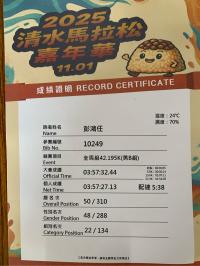 2025
清水馬拉松
嘉年華
11.01
成績證明 RECORD CERTIFICATE
溫度：24℃
濕度：70%
跑者姓名 Name 彭鴻任
參賽編號 Bib No. 10249
競賽項目 Event 全馬組42.195K(男B組)
大會成績 Official Time 03:57:32.44
個人成績 Net Time 03:57:27.13 配速 5:38
總名次 Overall Position 50 / 310
性別名次 Gender Position 48 / 288
組別名次 Category Position 22 / 134